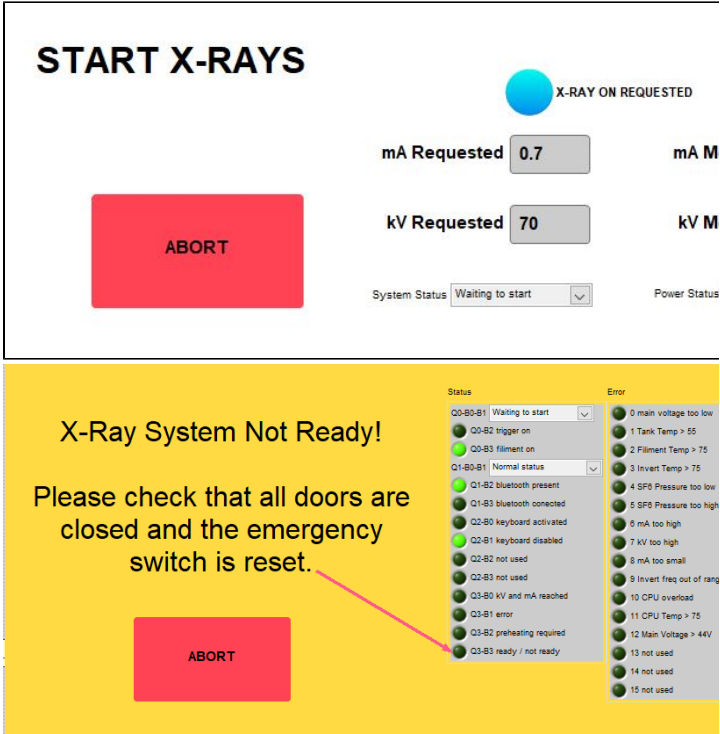 START X-RAYS
X-RAY ON REQUESTED
mA Requested 0.7 mA M
kV Requested 70 kV M
ABORT
System Status Waiting to start Power Status
X-Ray System Not Ready!
Please check that all doors are
closed and the emergency
switch is reset.
ABORT
Status
Q0-B0-B1 Waiting to start
Q0-B2 trigger on
Q0-B3 filiment on
Q1-B0-B1 Normal status
Q1-B2 bluetooth present
Q1-B3 bluetooth conected
Q2-B0 keyboard activated
Q2-B1 keyboard disabled
Q2-B2 not used
Q2-B3 not used
Q3-B0 kV and mA reached
Q3-B1 error
Q3-B2 preheating required
Q3-B3 ready / not ready
Error
0 main voltage too low
1 Tank Temp > 55
2 Filiment Temp > 75
3 Invert Temp > 75
4 SF6 Pressure too low
5 SF6 Pressure too high
6 mA too high
7 kV too high
8 mA too small
9 Invert freq out of rang
10 CPU overload
11 CPU Temp > 75
12 Main Voltage > 44V
13 not used
14 not used
15 not used